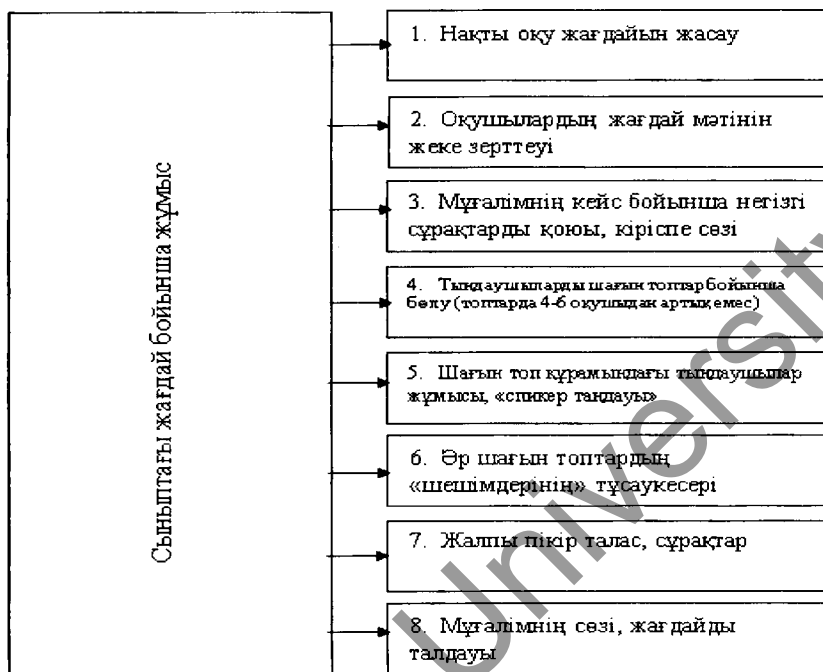 Сыныптағы жағдай бойынша жұмыс
1. Нақты оқу жағдайын жасау
2. Оқушылардың жағдай мәтінін
жеке зерттеуі
3. Мұғалімнің кейс бойынша негізгі
сұрақтарды қоюы, кіріспе сөзі
4. Тыңдаушыларды шағын топтар бойынша
бөлу (топтарда 4-6 оқушыдан артық емес)
5. Шағын топ құрамындағы тыңдаушылар
жұмысы, «спикер таңдауы»
6. Әр шағын топтардың
«шешімдерінің» тұсаукесері
7. Жалпы пікір талас, сұрақтар
8. Мұғалімнің сөзі, жағдайды
талдауы
University